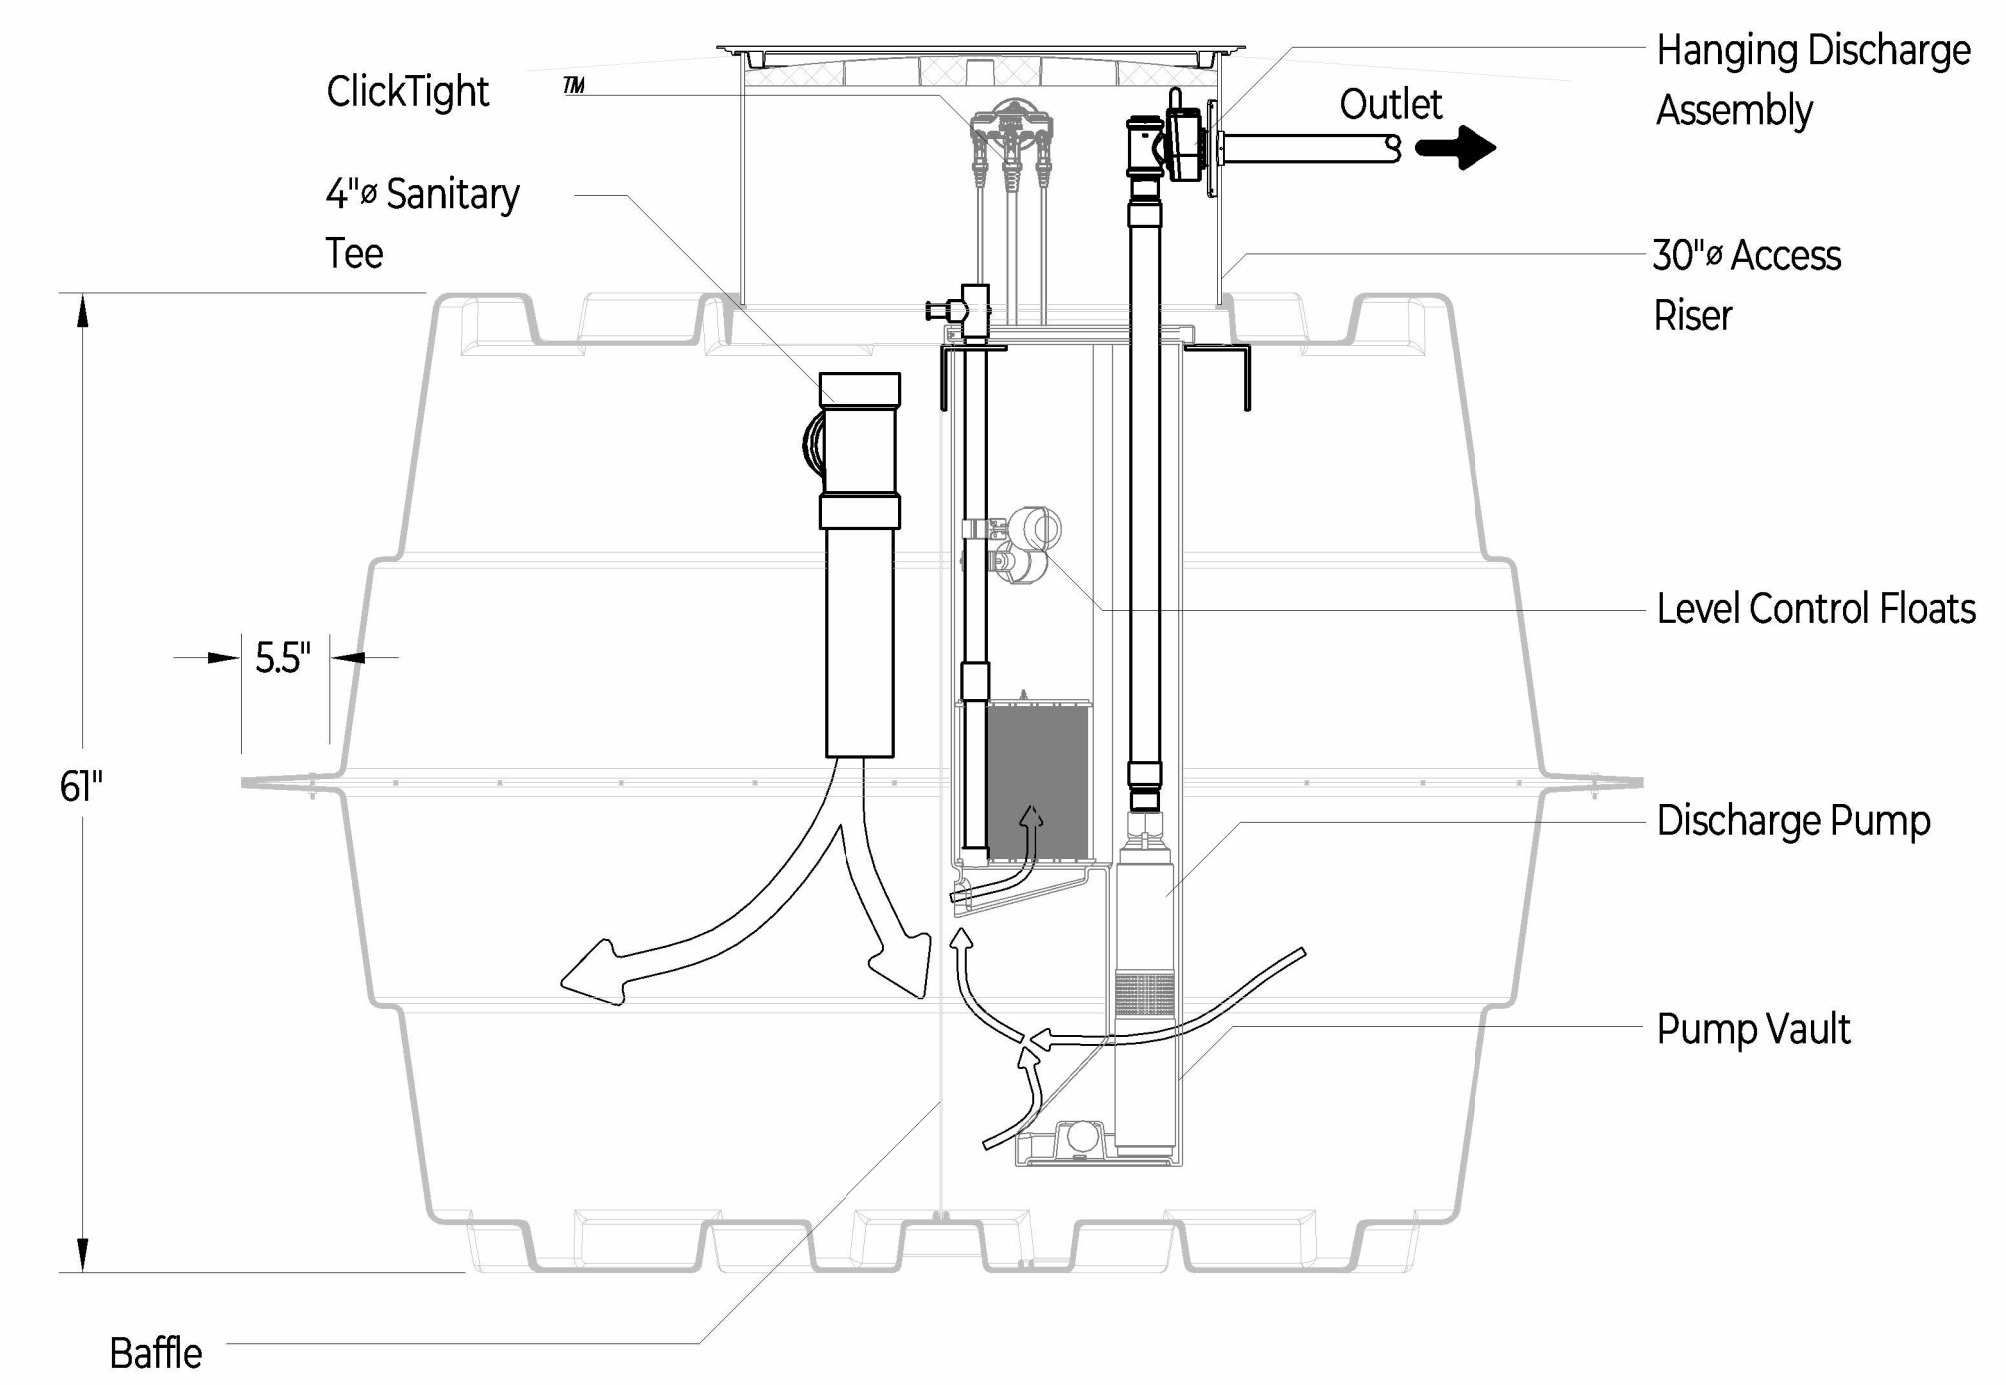 Hanging Discharge
Assembly
ClickTight ™
Outlet
4"ø Sanitary
Tee
30"ø Access
Riser
Level Control Floats
5.5"
61"
Discharge Pump
Pump Vault
Baffle